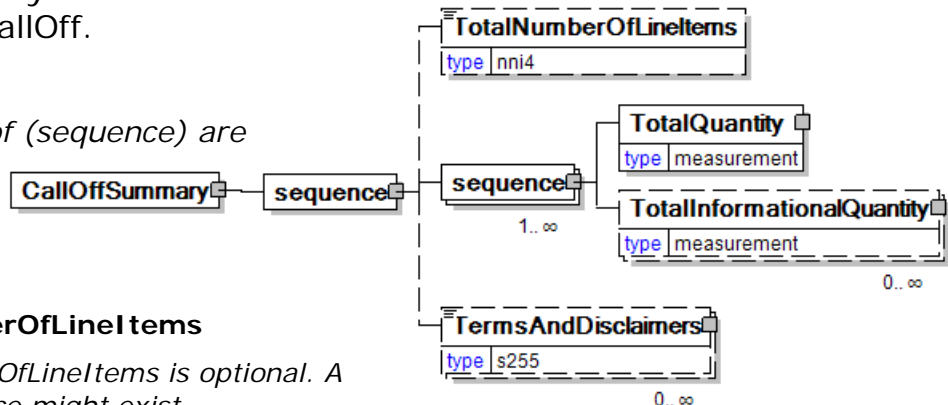 allOff.
of (sequence) are
erOfLineItems
OfLineItems is optional. A
TotalNumberOfLineItems
type nni4
CallOffSummary
sequence
sequence
1.. ∞
TotalQuantity
type measurement
TotalInformationalQuantity
type measurement
0.. ∞
TermsAndDisclaimers
type s255
0.. ∞